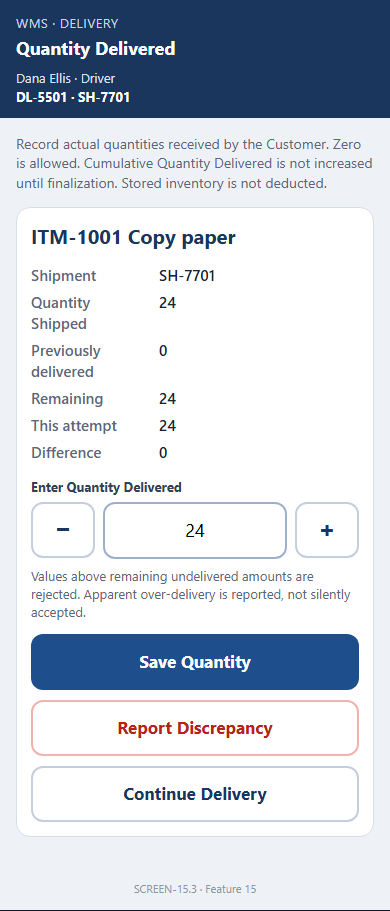 WMS · DELIVERY
Quantity Delivered
Dana Ellis · Driver
DL-5501 · SH-7701
Record actual quantities received by the Customer. Zero
is allowed. Cumulative Quantity Delivered is not increased
until finalization. Stored inventory is not deducted.
ITM-1001 Copy paper
Shipment SH-7701
Quantity 24
Shipped
Previously 0
delivered
Remaining 24
This attempt 24
Difference 0
Enter Quantity Delivered
− 24 +
Values above remaining undelivered amounts are
rejected. Apparent over-delivery is reported, not silently
accepted.
Save Quantity
Report Discrepancy
Continue Delivery
SCREEN-15.3 · Feature 15